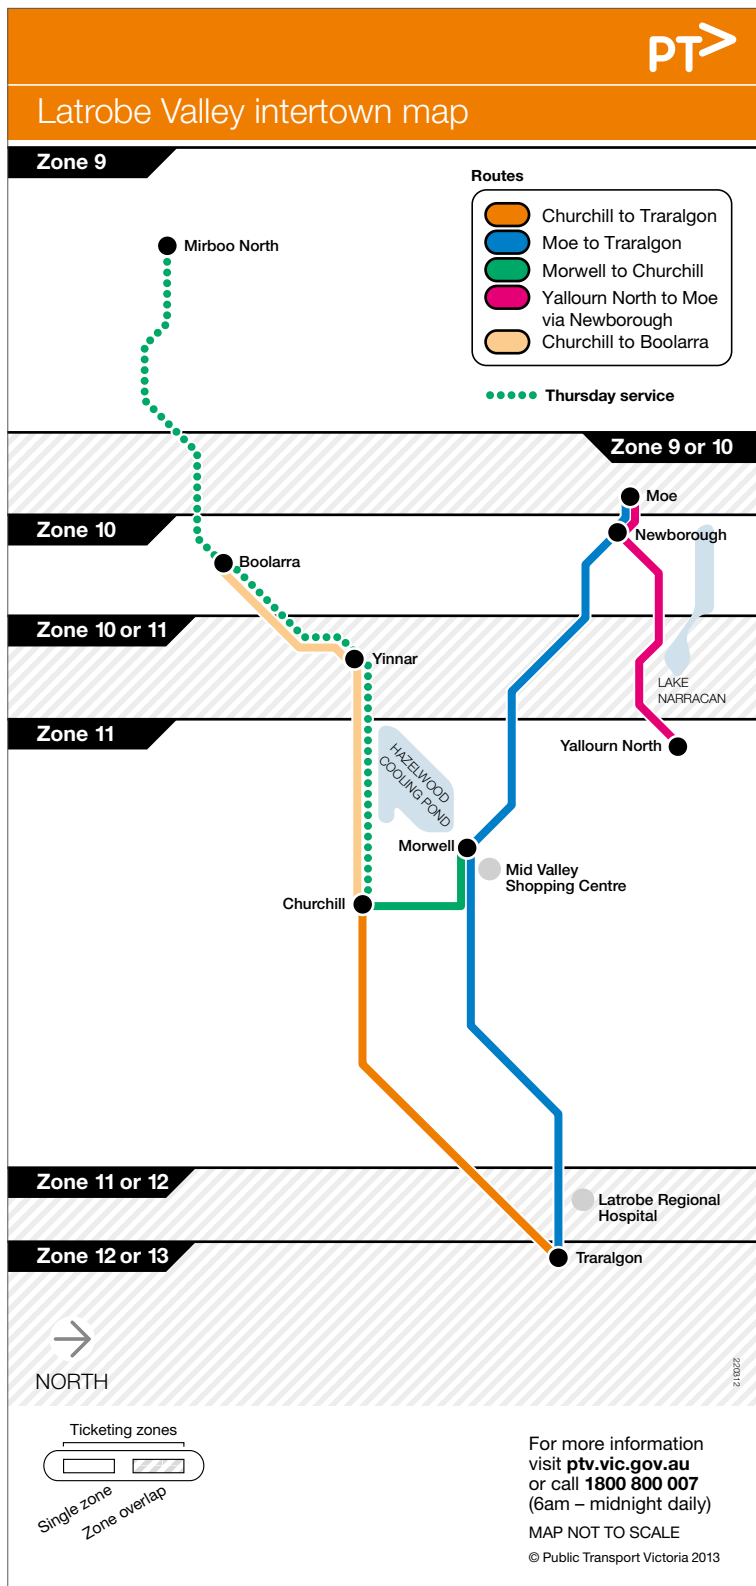 PT>
Latrobe Valley intertown map
Zone 9
Routes
Churchill to Traralgon
Moe to Traralgon
Morwell to Churchill
Yallourn North to Moe
via Newborough
Churchill to Boolarra
Thursday service
Mirboo North
Zone 9 or 10
Moe
Zone 10
Newborough
Boolarra
Zone 10 or 11
Yinnar
LAKE
NARRACAN
Zone 11
Yallourn North
HAZELWOOD
COOLING POND
Morwell
Mid Valley
Shopping Centre
Churchill
Zone 11 or 12
Latrobe Regional
Hospital
Zone 12 or 13
Traralgon
NORTH
220312
Ticketing zones
Single zone
Zone overlap
For more information
visit ptv.vic.gov.au
or call 1800 800 007
(6am – midnight daily)
MAP NOT TO SCALE
© Public Transport Victoria 2013